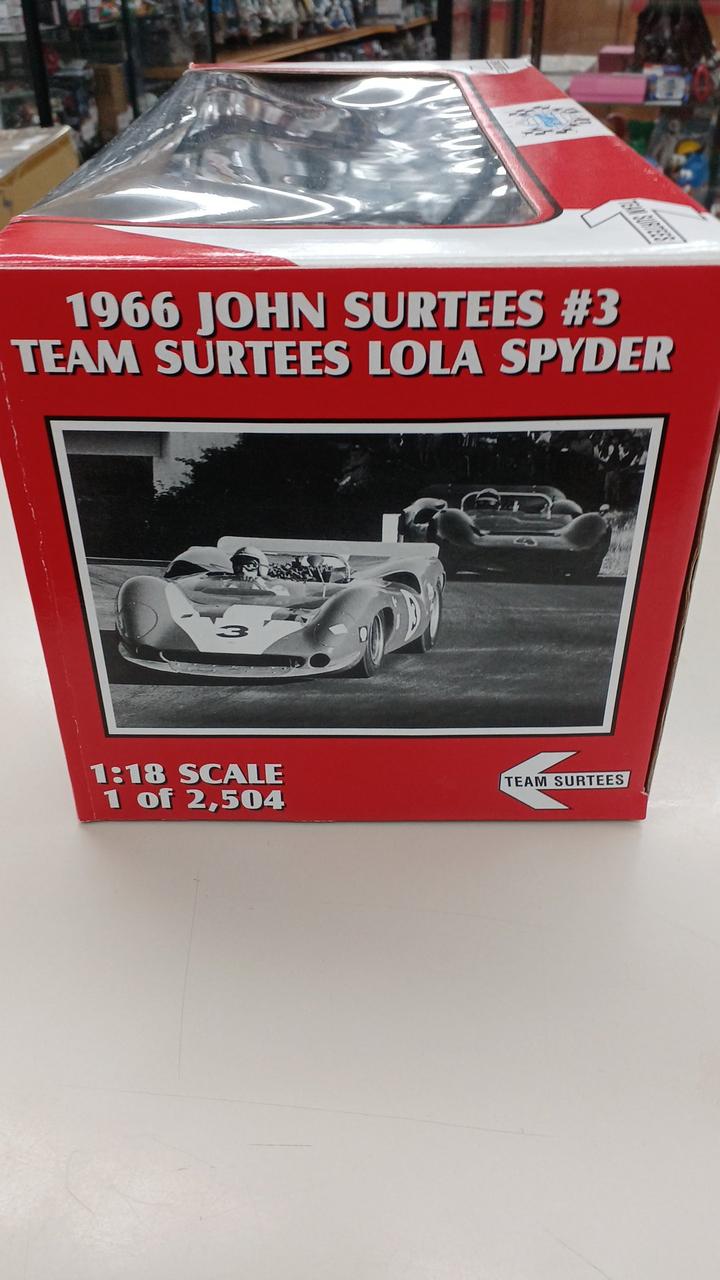 TEAM SURTEES
1966 JOHN SURTEES #3
TEAM SURTEES LOLA SPYDER
3
3
1:18 SCALE
1 of 2,504
TEAM SURTEES